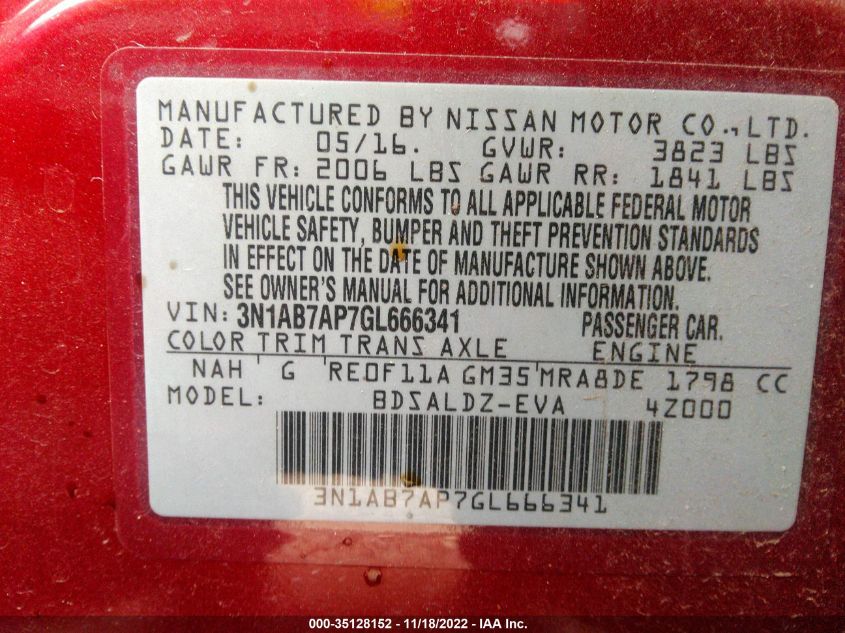 MANUFACTURED BY NISSAN MOTOR CO., LTD.
DATE: 05/16. GVWR: 3823 LBS
GAWR FR: 2006 LBS GAWR RR: 1841 LBS
THIS VEHICLE CONFORMS TO ALL APPLICABLE FEDERAL MOTOR
VEHICLE SAFETY, BUMPER AND THEFT PREVENTION STANDARDS
IN EFFECT ON THE DATE OF MANUFACTURE SHOWN ABOVE.
SEE OWNER'S MANUAL FOR ADDITIONAL INFORMATION.
VIN: 3N1AB7AP7GL666341 PASSENGER CAR.
COLOR TRIM TRANS AXLE ENGINE
NAH G RE0F11A GM35 MRA8DE 1798 CC
MODEL: BDSALDZ-EVA 4Z000
3N1AB7AP7GL666341
000-35128152 - 11/18/2022 - IAA Inc.